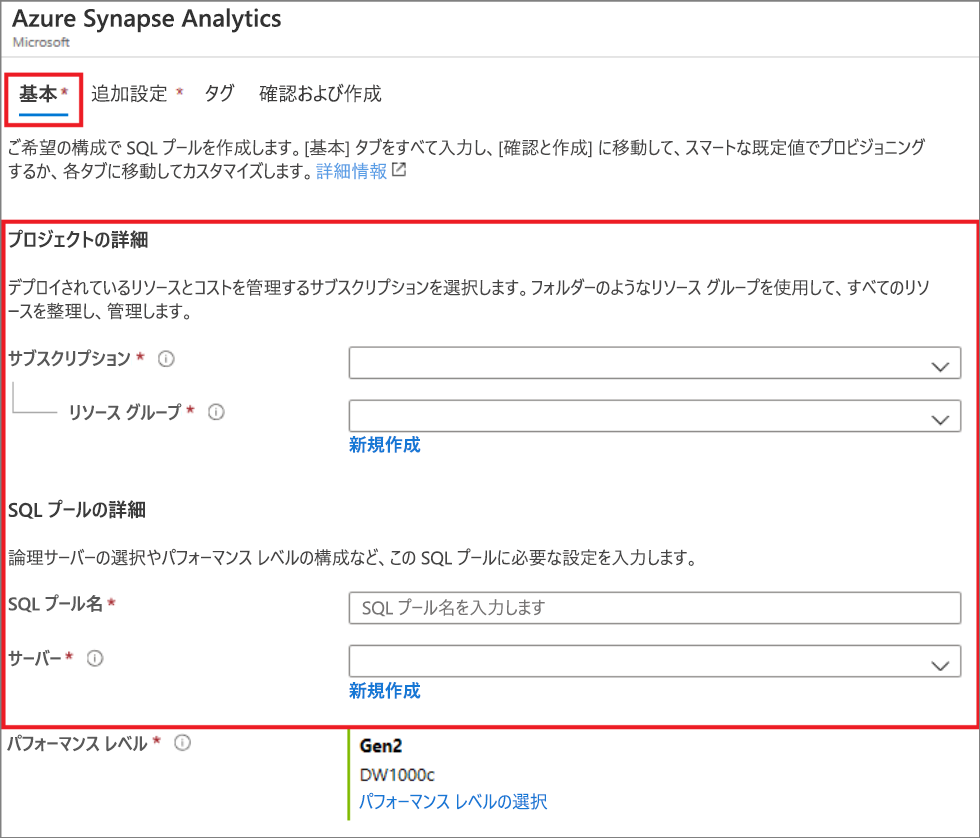 Azure Synapse Analytics
Microsoft
基本* 追加設定 * タグ 確認および作成
ご希望の構成で SQL プールを作成します。[基本] タブをすべて入力し、[確認と作成] に移動して、スマートな既定値でプロビジョニング
するか、各タブに移動してカスタマイズします。詳細情報
プロジェクトの詳細
デプロイされているリソースとコストを管理するサブスクリプションを選択します。フォルダーのようなリソース グループを使用して、すべてのリソ
ースを整理し、管理します。
サブスクリプション *
リソース グループ *
新規作成
SQL プールの詳細
論理サーバーの選択やパフォーマンス レベルの構成など、この SQL プールに必要な設定を入力します。
SQL プール名 * SQL プール名を入力します
サーバー *
新規作成
パフォーマンス レベル * Gen2
DW1000c
パフォーマンス レベルの選択